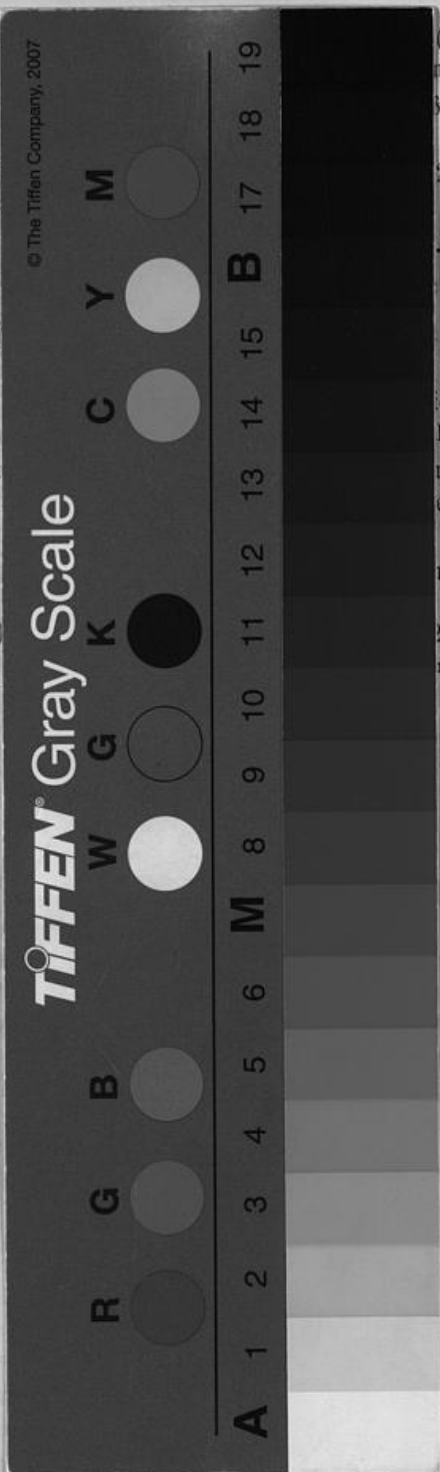 © The Tiffen Company, 2007
TIFFEN® Gray Scale
R G B W G K C Y M
A 1 2 3 4 5 6 M 8 9 10 11 12 13 14 15 B 17 18 19